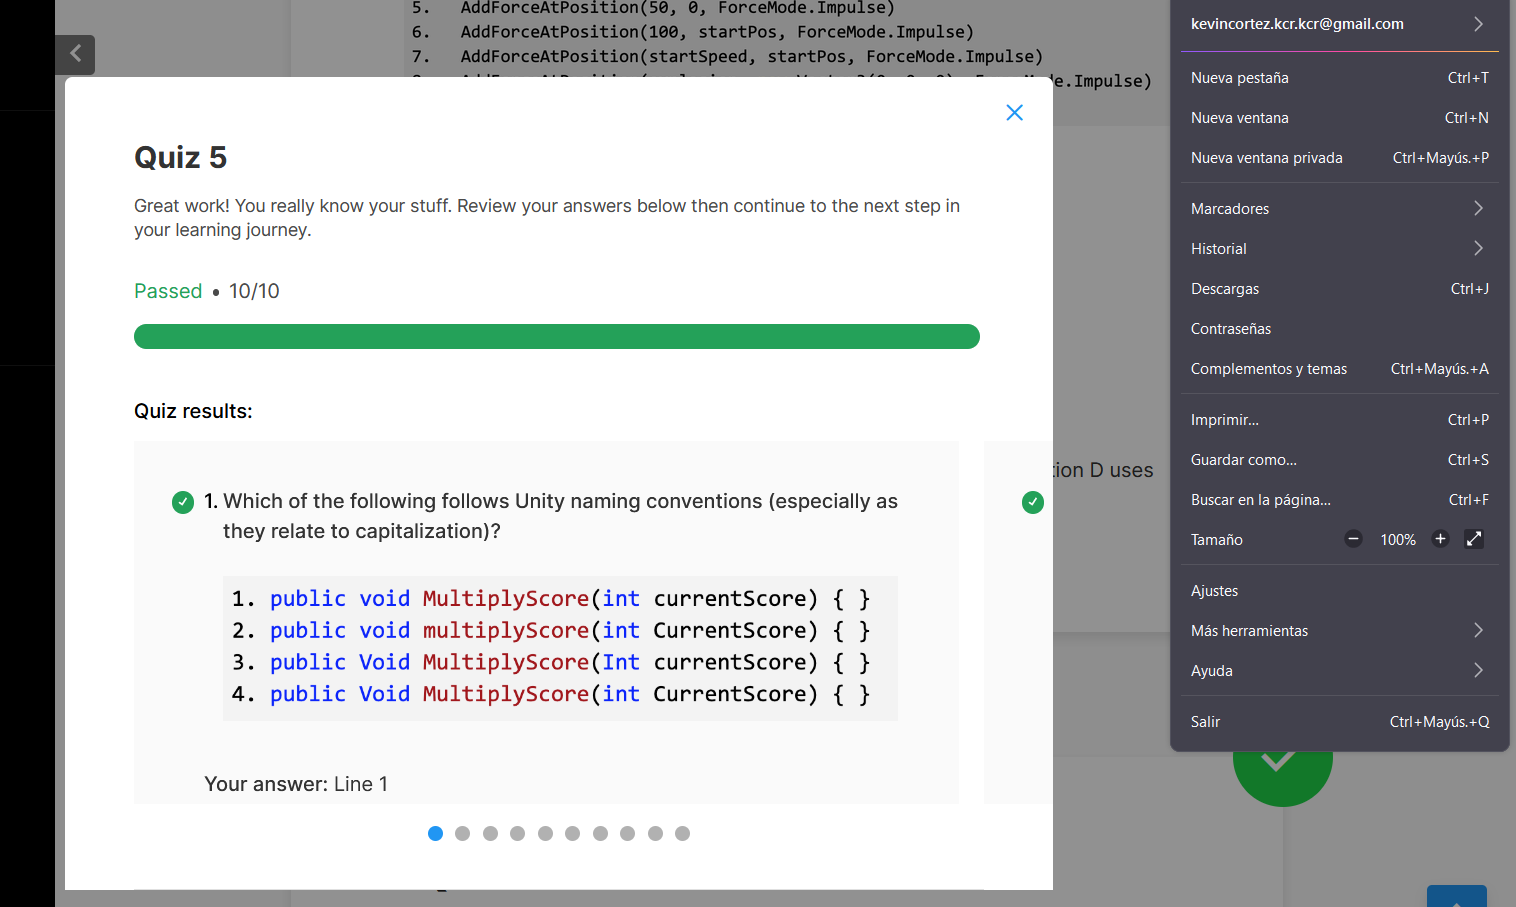 5. AddForceAtPosition(50, 0, ForceMode.Impulse)
6. AddForceAtPosition(100, startPos, ForceMode.Impulse)
7. AddForceAtPosition(startSpeed, startPos, ForceMode.Impulse)
e.Impulse)
Quiz 5
Great work! You really know your stuff. Review your answers below then continue to the next step in
your learning journey.
Passed • 10/10
Quiz results:
1. Which of the following follows Unity naming conventions (especially as
they relate to capitalization)?
1. public void MultiplyScore(int currentScore) { }
2. public void multiplyScore(int CurrentScore) { }
3. public Void MultiplyScore(Int currentScore) { }
4. public Void MultiplyScore(int CurrentScore) { }
Your answer: Line 1
tion D uses
kevincortez.kcr.kcr@gmail.com
Nueva pestaña Ctrl+T
Nueva ventana Ctrl+N
Nueva ventana privada Ctrl+Mayús.+P
Marcadores
Historial
Descargas Ctrl+J
Contraseñas
Complementos y temas Ctrl+Mayús.+A
Imprimir... Ctrl+P
Guardar como... Ctrl+S
Buscar en la página... Ctrl+F
Tamaño − 100% +
Ajustes
Más herramientas
Ayuda
Salir Ctrl+Mayús.+Q